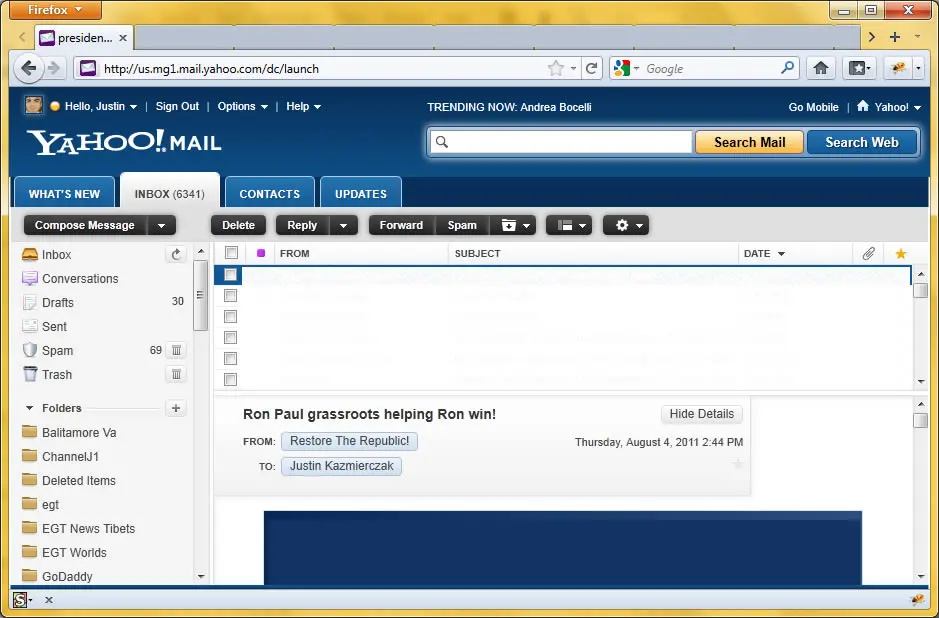 Firefox
presiden...
http://us.mg1.mail.yahoo.com/dc/launch
Google
Hello, Justin | Sign Out | Options | Help
TRENDING NOW: Andrea Bocelli
Go Mobile | Yahoo!
YAHOO! MAIL
Search Mail
Search Web
WHAT'S NEW
INBOX (6341)
CONTACTS
UPDATES
Compose Message
Delete
Reply
Forward
Spam
FROM
SUBJECT
DATE
Inbox
Conversations
Drafts 30
Sent
Spam 69
Trash
Folders
Balitamore Va
ChannelJ1
Deleted Items
egt
EGT News Tibets
EGT Worlds
GoDaddy
Ron Paul grassroots helping Ron win!
Hide Details
FROM: Restore The Republic!
Thursday, August 4, 2011 2:44 PM
TO: Justin Kazmierczak
S